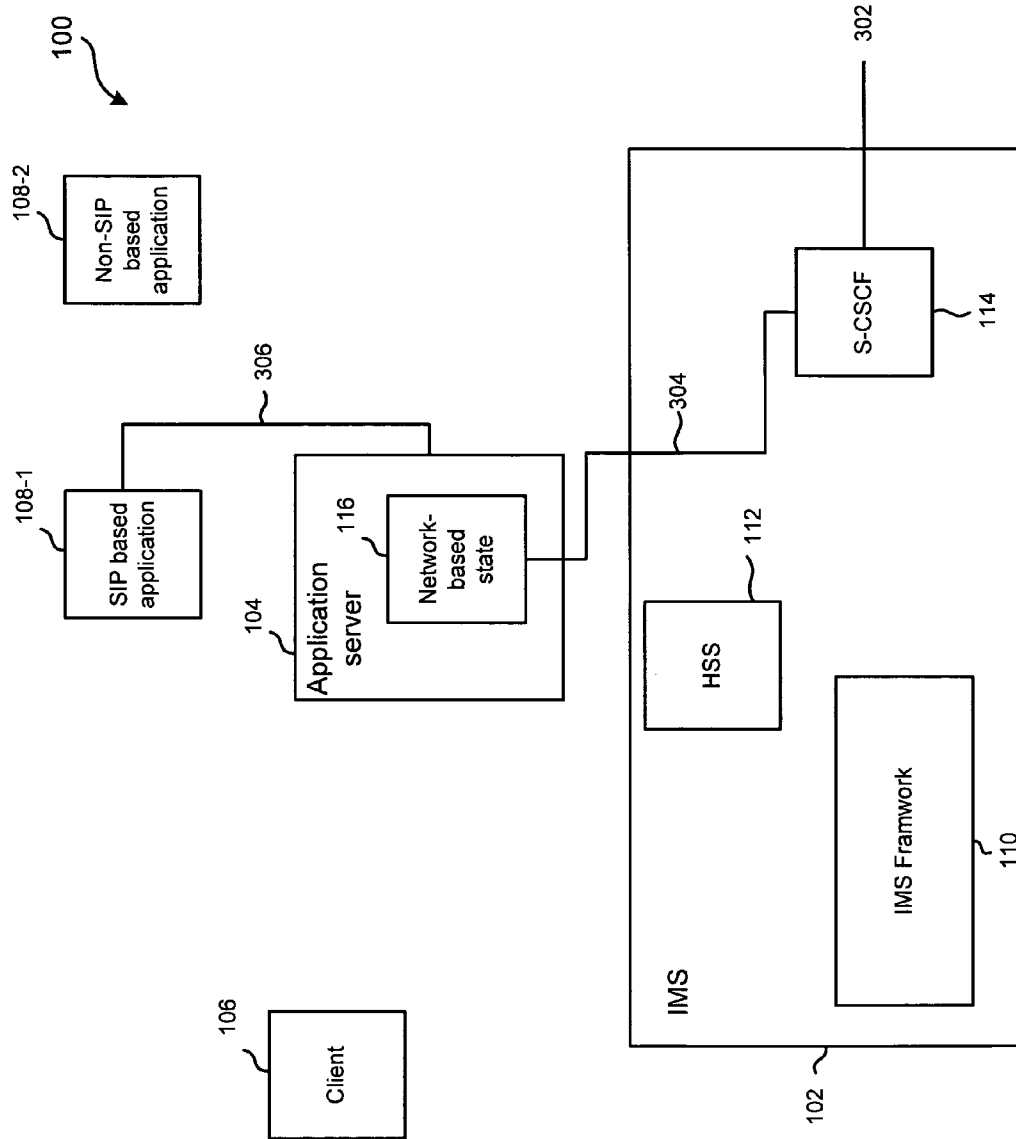 100
108-2
Non-SIP
based
application
306
108-1
SIP based
application
104
Application
server
116
Network-
based
state
106
Client
102
IMS
304
302
S-CSCF
114
112
HSS
IMS Framwork
110